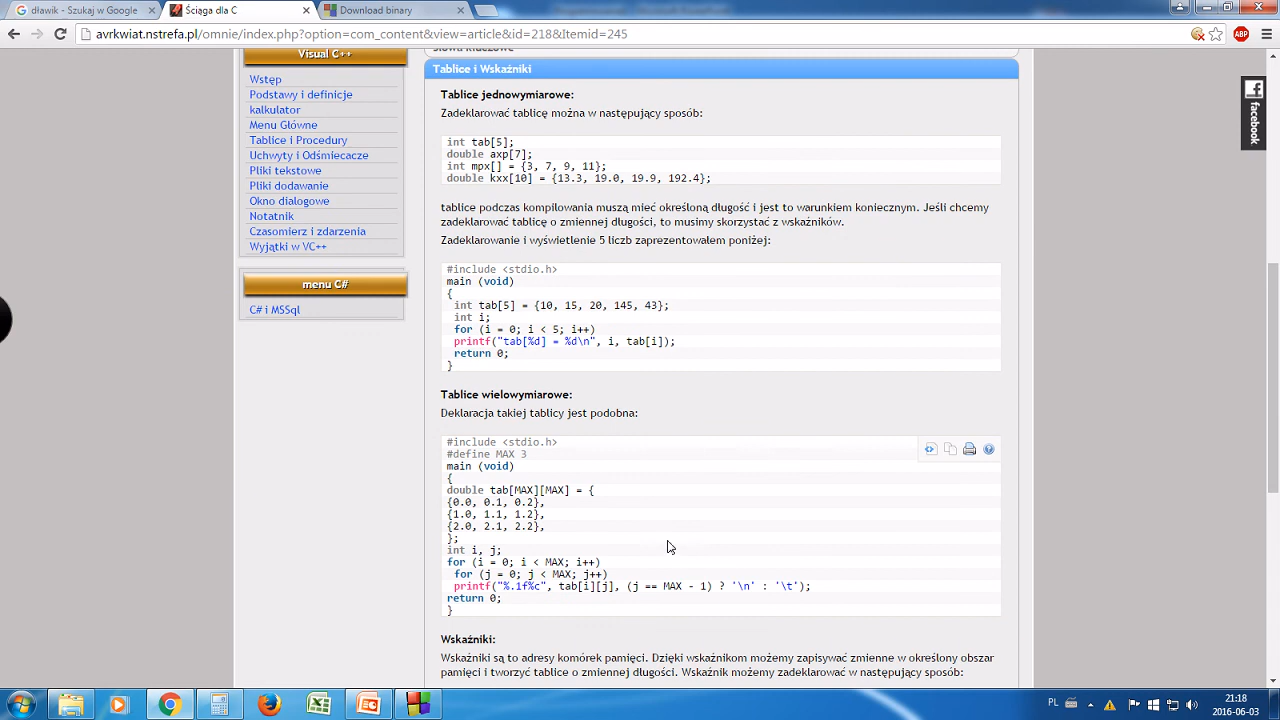 dławik - Szukaj w Google
Ściąga dla C
Download binary
avrkwiat.nstrefa.pl/omnie/index.php?option=com_content&view=article&id=218&Itemid=245
ABP
Visual C++
Wstęp
Podstawy i definicje
kalkulator
Menu Główne
Tablice i Procedury
Uchwyty i Odśmiecacze
Pliki tekstowe
Pliki dodawanie
Okno dialogowe
Notatnik
Czasomierz i zdarzenia
Wyjątki w VC++
menu C#
C# i MSSql
słowa kluczowe
Tablice i Wskaźniki
Tablice jednowymiarowe:
Zadeklarować tablicę można w następujący sposób:
int tab[5];
double axp[7];
int mpx[] = {3, 7, 9, 11};
double kxx[10] = {13.3, 19.0, 19.9, 192.4};
tablice podczas kompilowania muszą mieć określoną długość i jest to warunkiem koniecznym. Jeśli chcemy
zadeklarować tablicę o zmiennej długości, to musimy skorzystać z wskaźników.
Zadeklarowanie i wyświetlenie 5 liczb zaprezentowałem poniżej:
#include <stdio.h>
main (void)
{
int tab[5] = {10, 15, 20, 145, 43};
int i;
for (i = 0; i < 5; i++)
printf("tab[%d] = %d\n", i, tab[i]);
return 0;
}
Tablice wielowymiarowe:
Deklaracja takiej tablicy jest podobna:
#include <stdio.h>
#define MAX 3
main (void)
{
double tab[MAX][MAX] = {
{0.0, 0.1, 0.2},
{1.0, 1.1, 1.2},
{2.0, 2.1, 2.2},
};
int i, j;
for (i = 0; i < MAX; i++)
for (j = 0; j < MAX; j++)
printf("%.1f%c", tab[i][j], (j == MAX - 1) ? '\n' : '\t');
return 0;
}
Wskaźniki:
Wskaźniki są to adresy komórek pamięci. Dzięki wskaźnikom możemy zapisywać zmienne w określony obszar
pamięci i tworzyć tablice o zmiennej długości. Wskaźnik możemy zadeklarować w następujący sposób:
facebook
PL
21:18
2016-06-03